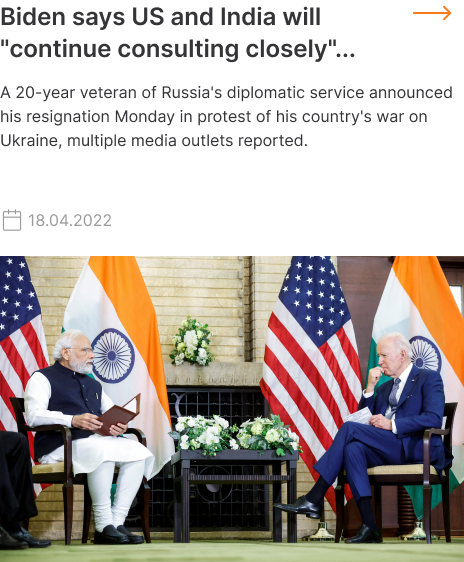 Biden says US and India will
"continue consulting closely"...
A 20-year veteran of Russia's diplomatic service announced
his resignation Monday in protest of his country's war on
Ukraine, multiple media outlets reported.
18.04.2022